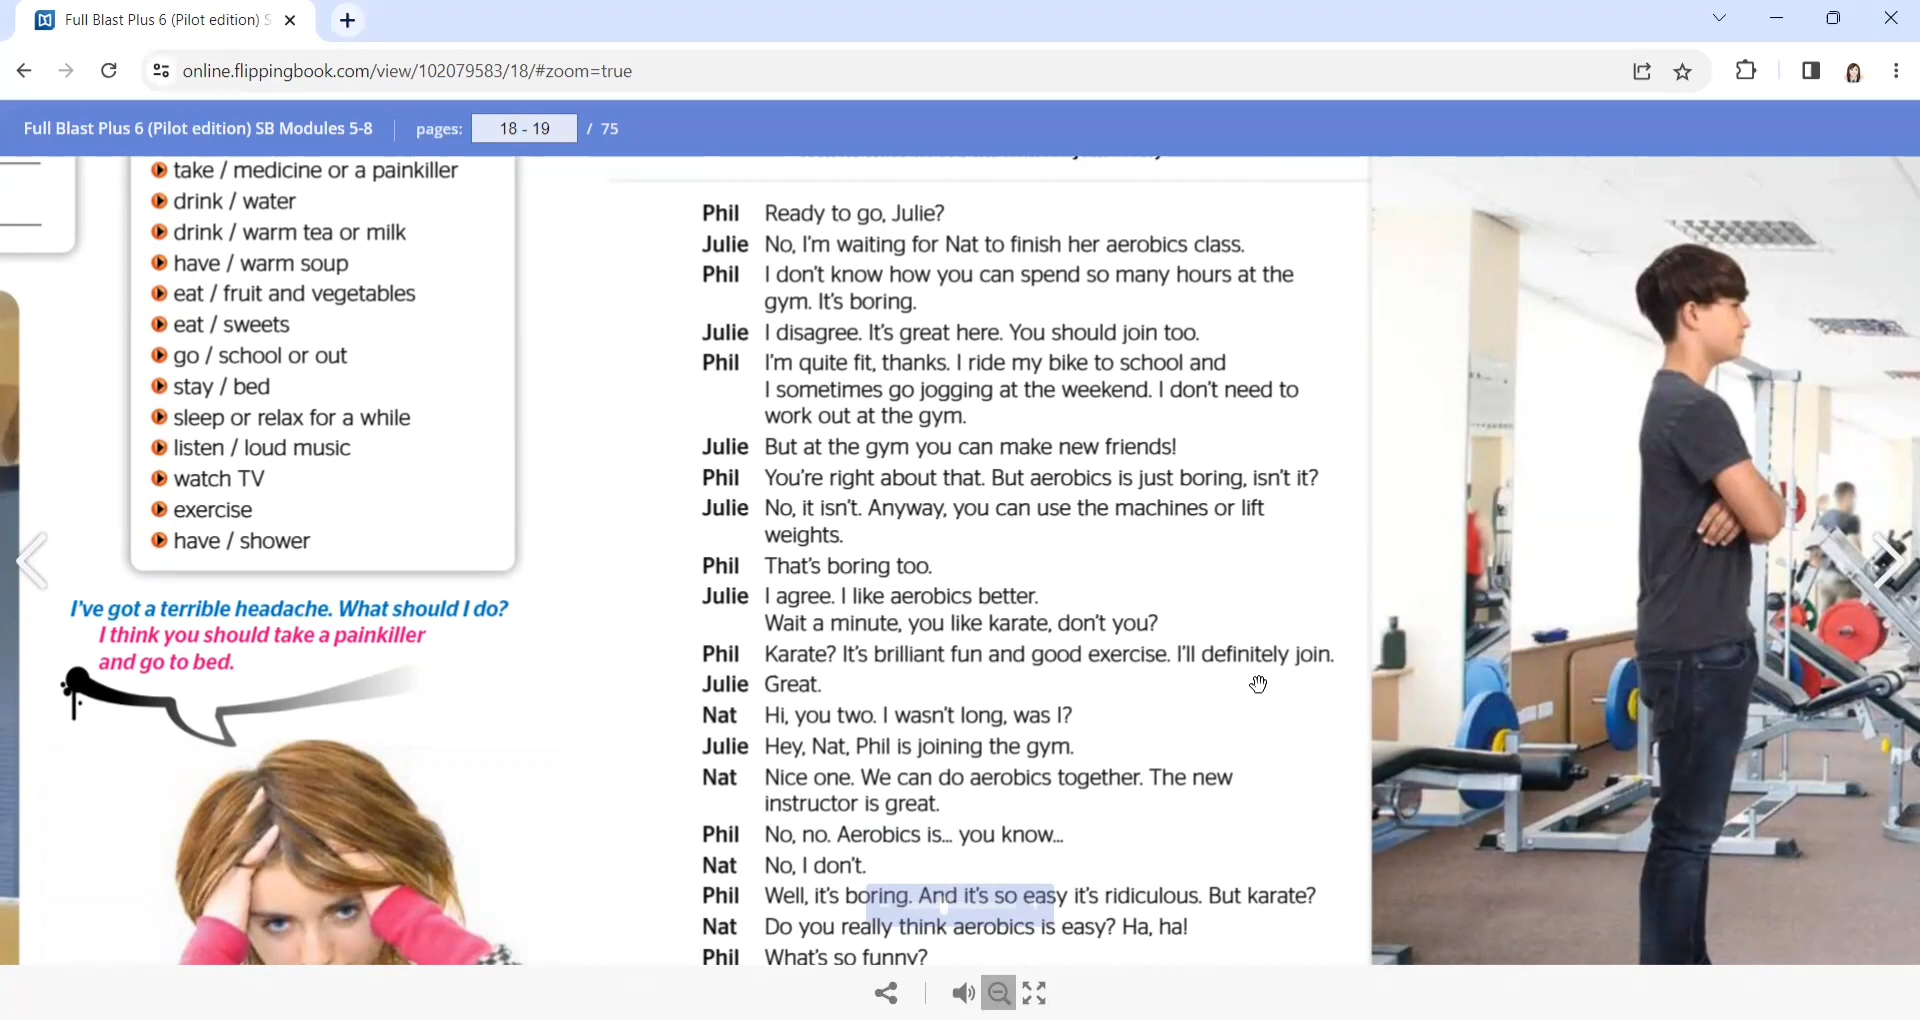 Full Blast Plus 6 (Pilot edition) S
online.flippingbook.com/view/102079583/18/#zoom=true
Full Blast Plus 6 (Pilot edition) SB Modules 5-8
pages: 18 - 19 / 75
take / medicine or a painkiller
drink / water
drink / warm tea or milk
have / warm soup
eat / fruit and vegetables
eat / sweets
go / school or out
stay / bed
sleep or relax for a while
listen / loud music
watch TV
exercise
have / shower
I've got a terrible headache. What should I do?
I think you should take a painkiller
and go to bed.
Phil Ready to go, Julie?
Julie No, I'm waiting for Nat to finish her aerobics class.
Phil I don't know how you can spend so many hours at the
gym. It's boring.
Julie I disagree. It's great here. You should join too.
Phil I'm quite fit, thanks. I ride my bike to school and
I sometimes go jogging at the weekend. I don't need to
work out at the gym.
Julie But at the gym you can make new friends!
Phil You're right about that. But aerobics is just boring, isn't it?
Julie No, it isn't. Anyway, you can use the machines or lift
weights.
Phil That's boring too.
Julie I agree. I like aerobics better.
Wait a minute, you like karate, don't you?
Phil Karate? It's brilliant fun and good exercise. I'll definitely join.
Julie Great.
Nat Hi, you two. I wasn't long, was I?
Julie Hey, Nat, Phil is joining the gym.
Nat Nice one. We can do aerobics together. The new
instructor is great.
Phil No, no. Aerobics is... you know...
Nat No, I don't.
Phil Well, it's boring. And it's so easy it's ridiculous. But karate?
Nat Do you really think aerobics is easy? Ha, ha!
Phil What's so funny?